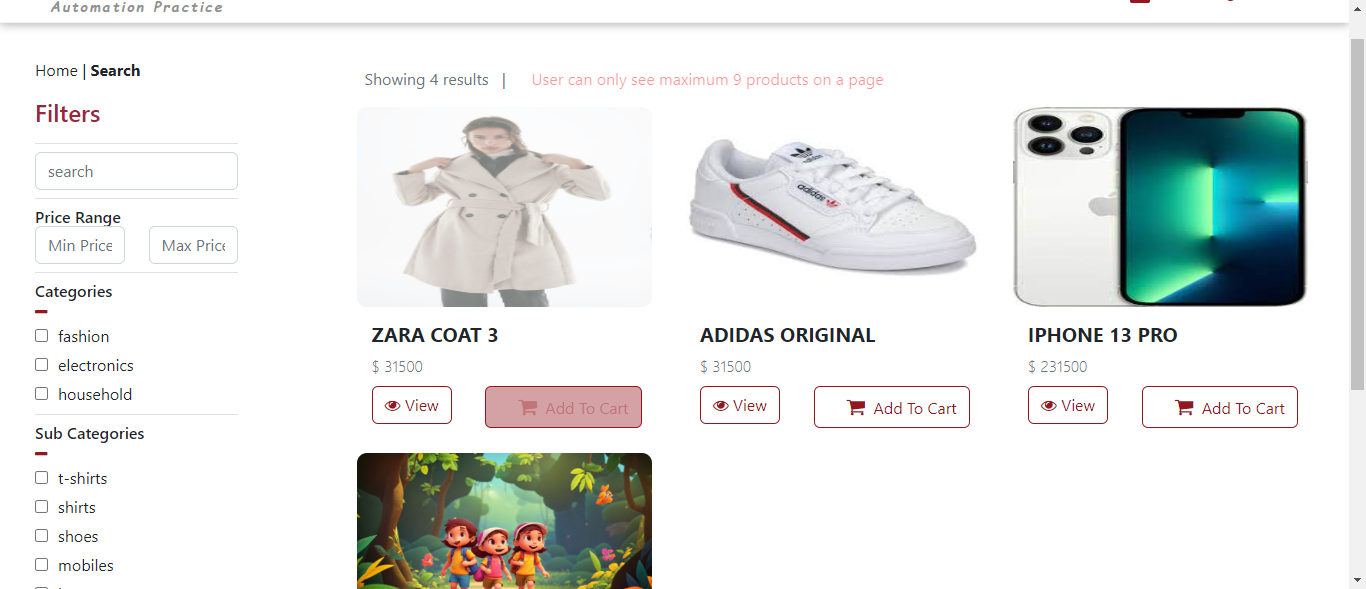 Automation Practice
Home | Search
Showing 4 results |
User can only see maximum 9 products on a page
Filters
search
Price Range
Min Price
Max Price
Categories
fashion
electronics
household
Sub Categories
t-shirts
shirts
shoes
mobiles
adidas
ZARA COAT 3
$ 31500
View
Add To Cart
ADIDAS ORIGINAL
$ 31500
View
Add To Cart
IPHONE 13 PRO
$ 231500
View
Add To Cart